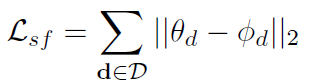 $\mathcal{L}_{sf} = \sum_{\mathbf{d} \in \mathcal{D}} ||\theta_d - \phi_d||_2$